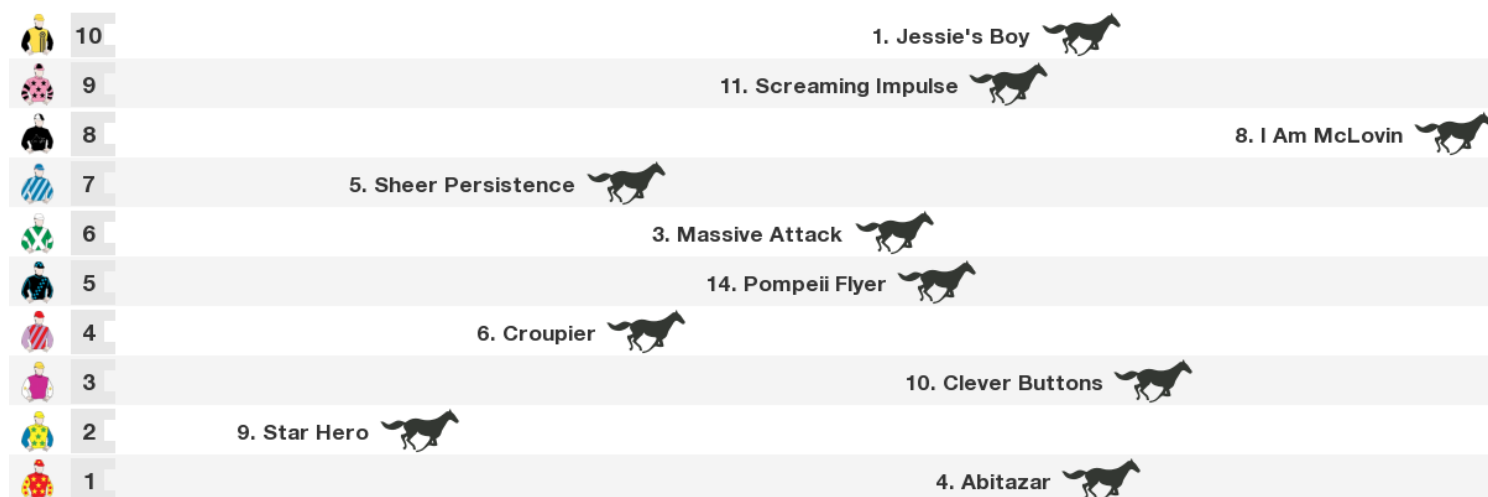 10 1. Jessie's Boy
9 11. Screaming Impulse
8 8. I Am McLovin
7 5. Sheer Persistence
6 3. Massive Attack
5 14. Pompeii Flyer
4 6. Croupier
3 10. Clever Buttons
2 9. Star Hero
1 4. Abitazar